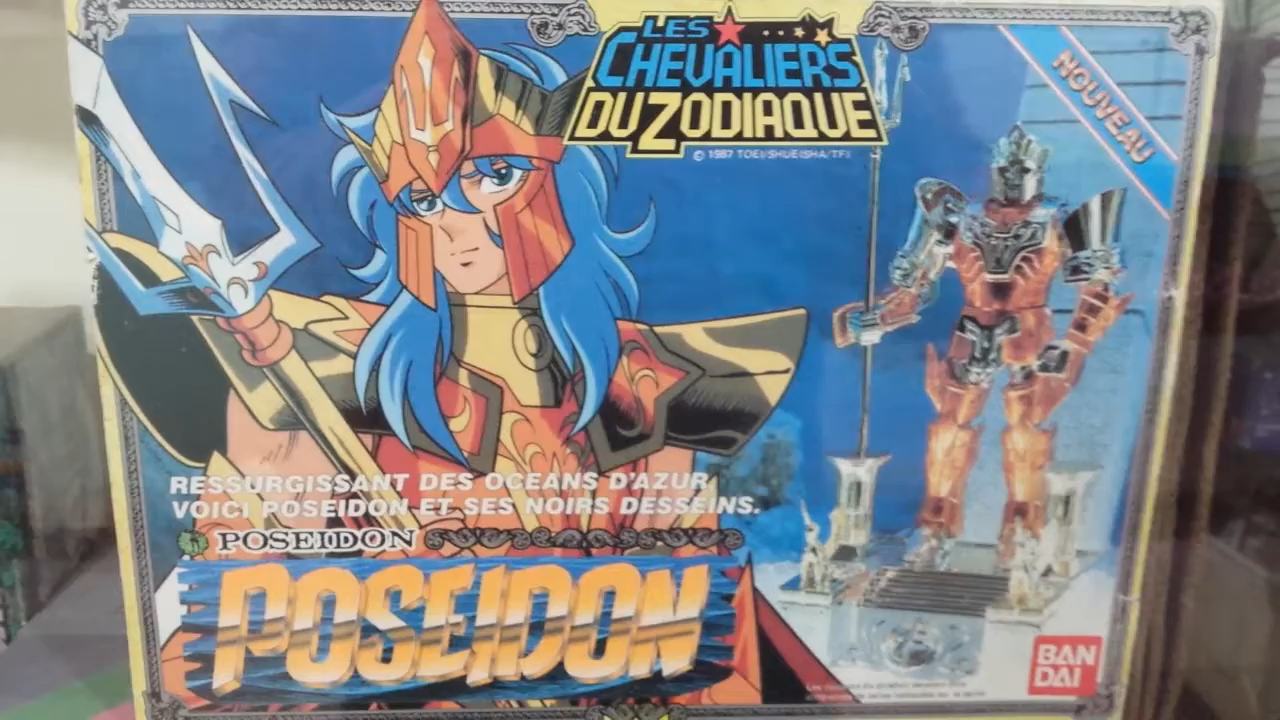 LES
CHEVALIERS
DU ZODIAQUE
© 1987 TOEI/SHUEISHA/TF1
NOUVEAU
RESSURGISSANT DES OCEANS D'AZUR
VOICI POSEIDON ET SES NOIRS DESSEINS.
POSEIDON
POSEIDON
BAN
DAI